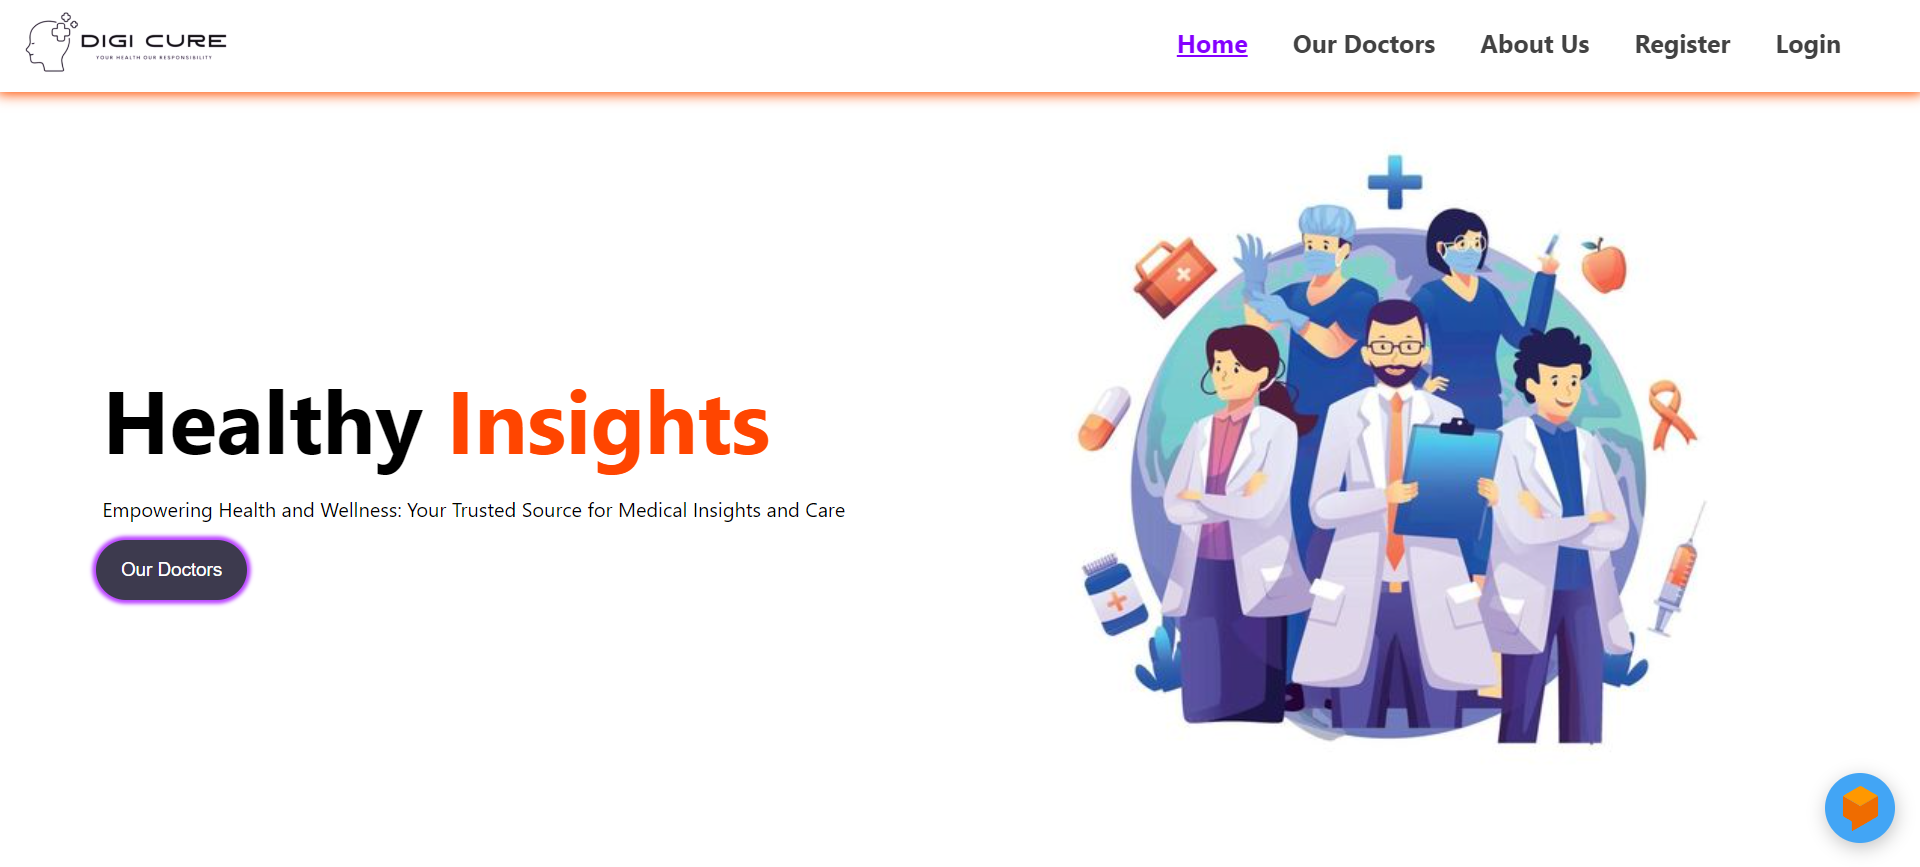 DIGI CURE
YOUR HEALTH OUR RESPONSIBILITY
Home Our Doctors About Us Register Login
Healthy Insights
Empowering Health and Wellness: Your Trusted Source for Medical Insights and Care
Our Doctors